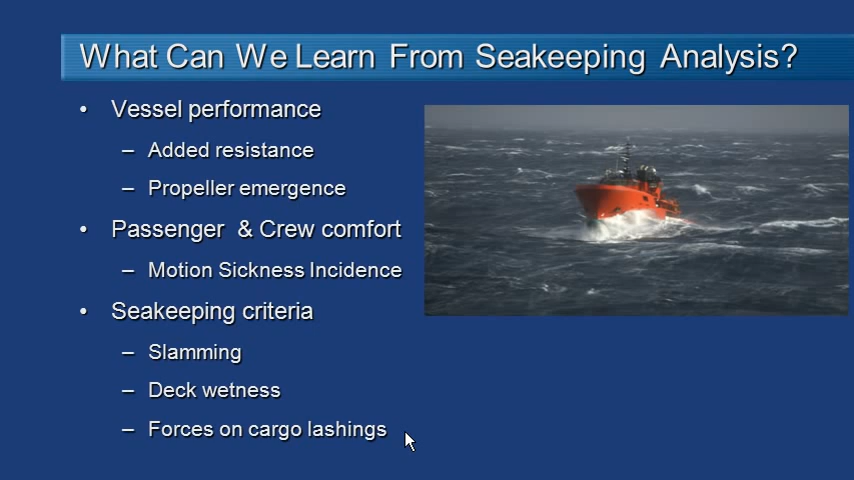 What Can We Learn From Seakeeping Analysis?
• Vessel performance
– Added resistance
– Propeller emergence
• Passenger & Crew comfort
– Motion Sickness Incidence
• Seakeeping criteria
– Slamming
– Deck wetness
– Forces on cargo lashings